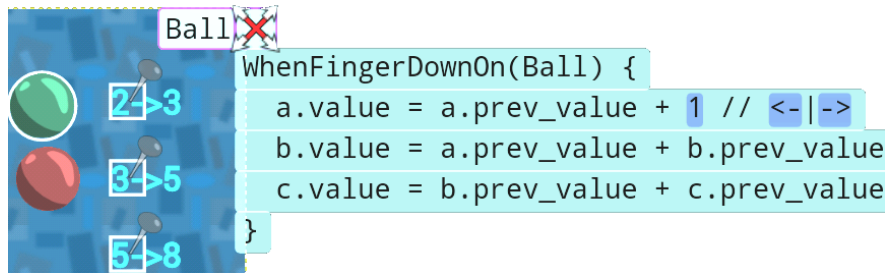 Ball
WhenFingerDownOn(Ball) {
a.value = a.prev_value + 1 // <-|->
b.value = a.prev_value + b.prev_value
c.value = b.prev_value + c.prev_value
}
2->3
3->5
5->8